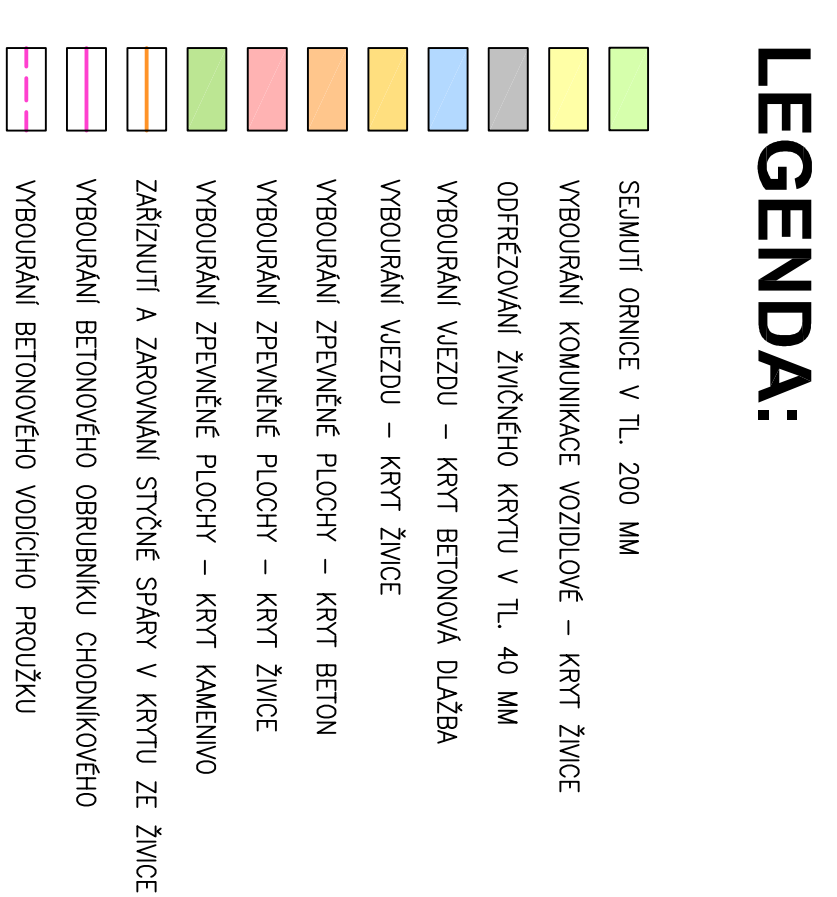 LEGENDA:
SEJMUTÍ ORNICE V TL. 200 MM
VYBOURÁNÍ KOMUNIKACE VOZIDLOVÉ – KRYT ŽIVICE
ODFRÉZOVÁNÍ ŽIVIČNÉHO KRYTU V TL. 40 MM
VYBOURÁNÍ VJEZDU – KRYT BETONOVÁ DLAŽBA
VYBOURÁNÍ VJEZDU – KRYT ŽIVICE
VYBOURÁNÍ ZPEVNĚNÉ PLOCHY – KRYT BETON
VYBOURÁNÍ ZPEVNĚNÉ PLOCHY – KRYT ŽIVICE
VYBOURÁNÍ ZPEVNĚNÉ PLOCHY – KRYT KAMENIVO
ZAŘÍZNUTÍ A ZAROVNÁNÍ STYČNÉ SPÁRY V KRYTU ZE ŽIVICE
VYBOURÁNÍ BETONOVÉHO OBRUBNÍKU CHODNÍKOVÉHO
VYBOURÁNÍ BETONOVÉHO VODÍCÍHO PROUŽKU